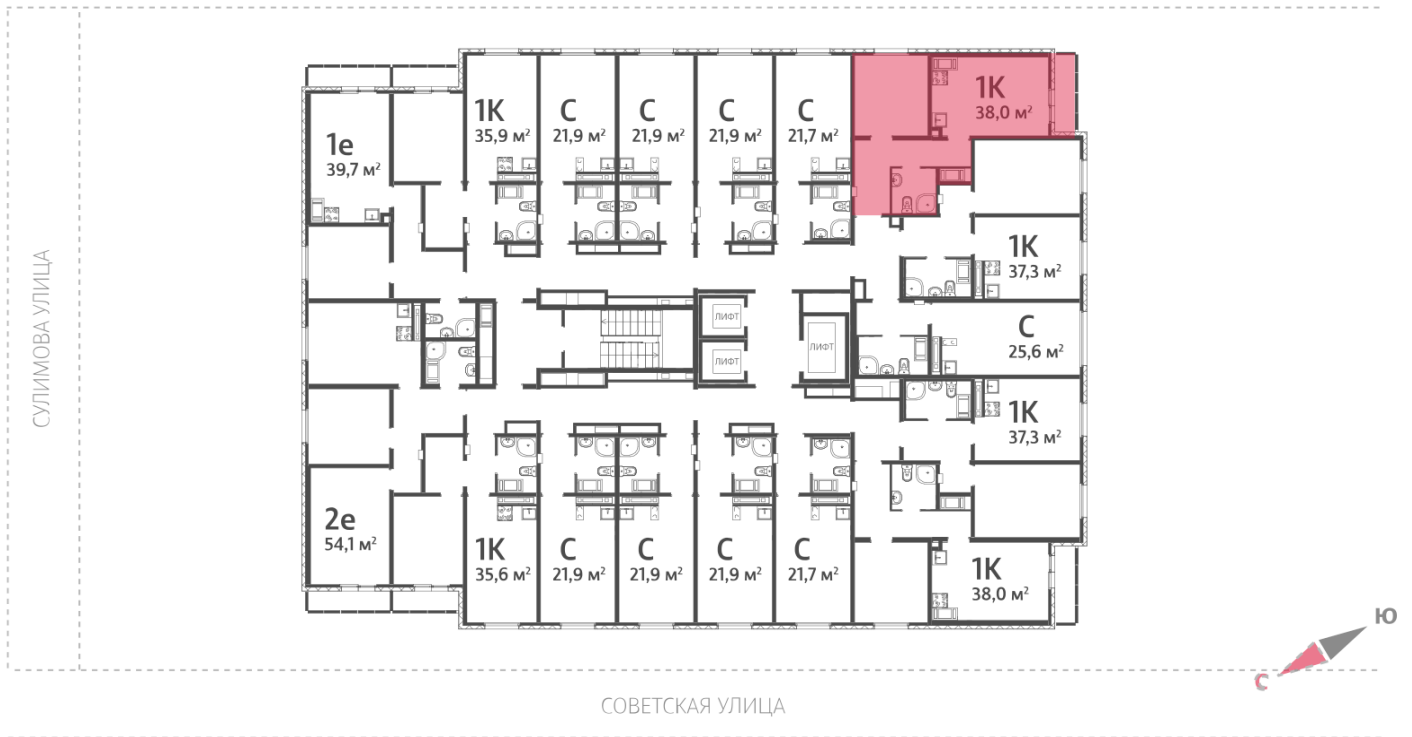 1К
38,0 м²
1К
35,9 м²
С
21,9 м²
С
21,9 м²
С
21,9 м²
С
21,7 м²
1е
39,7 м²
1К
37,3 м²
СУЛИМОВА УЛИЦА
ЛИФТ
ЛИФТ
ЛИФТ
С
25,6 м²
1К
37,3 м²
2е
54,1 м²
1К
35,6 м²
С
21,9 м²
С
21,9 м²
С
21,9 м²
С
21,7 м²
1К
38,0 м²
Ю
С
СОВЕТСКАЯ УЛИЦА